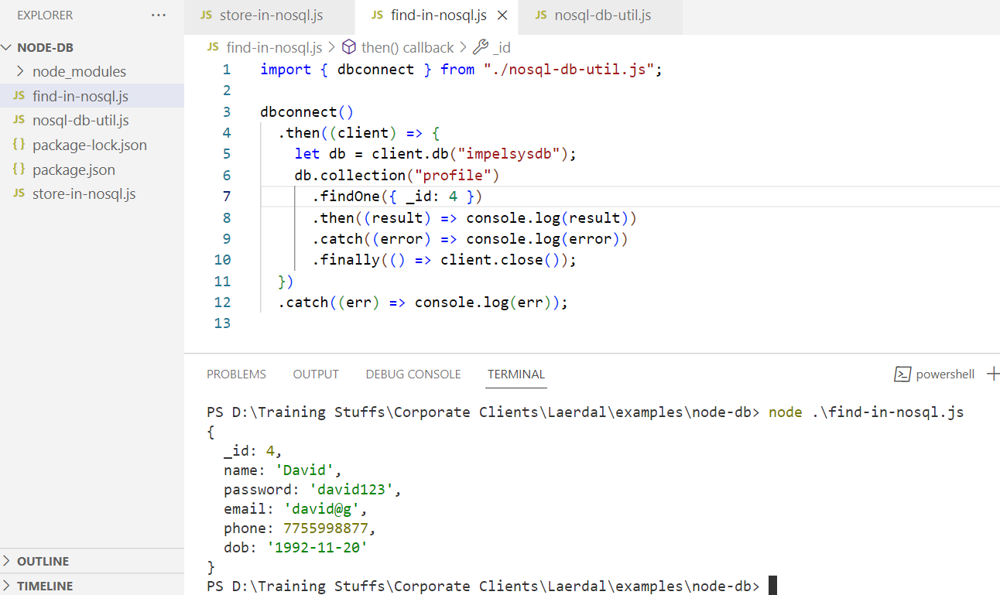 EXPLORER ···
NODE-DB
node_modules
JS find-in-nosql.js
JS nosql-db-util.js
{} package-lock.json
{} package.json
JS store-in-nosql.js
OUTLINE
TIMELINE
JS store-in-nosql.js JS find-in-nosql.js JS nosql-db-util.js
JS find-in-nosql.js > then() callback > _id
1 import { dbconnect } from "./nosql-db-util.js";
2
3 dbconnect()
4 .then((client) => {
5 let db = client.db("impelsysdb");
6 db.collection("profile")
7 .findOne({ _id: 4 })
8 .then((result) => console.log(result))
9 .catch((error) => console.log(error))
10 .finally(() => client.close());
11 })
12 .catch((err) => console.log(err));
13
PROBLEMS OUTPUT DEBUG CONSOLE TERMINAL powershell
PS D:\Training Stuffs\Corporate Clients\Laerdal\examples\node-db> node .\find-in-nosql.js
{
_id: 4,
name: 'David',
password: 'david123',
email: 'david@g',
phone: 7755998877,
dob: '1992-11-20'
}
PS D:\Training Stuffs\Corporate Clients\Laerdal\examples\node-db>